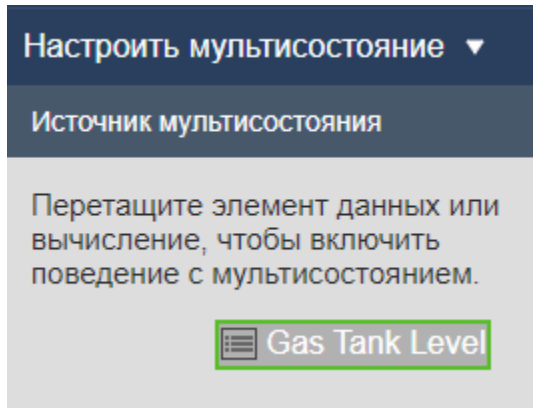 Настроить мультисостояние ▼
Источник мультисостояния
Перетащите элемент данных или
вычисление, чтобы включить
поведение с мультисостоянием.
Gas Tank Level